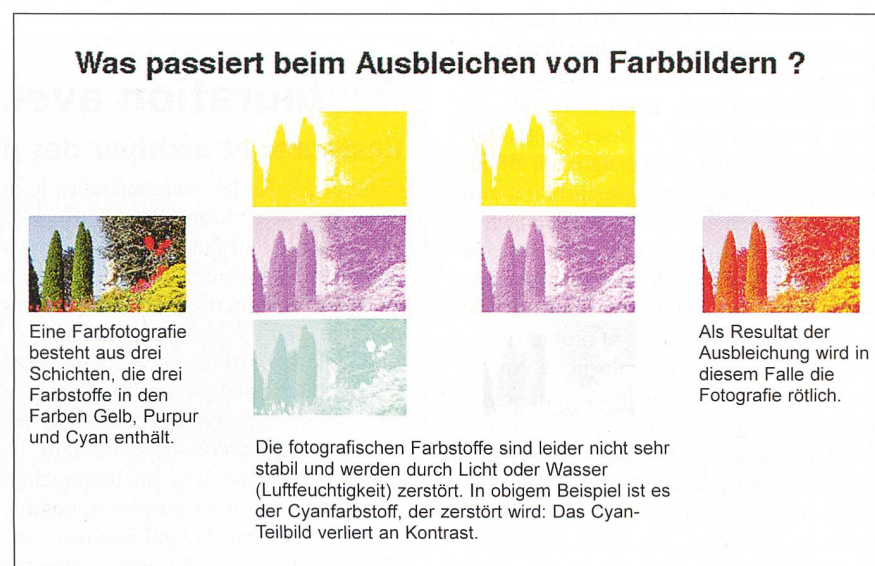 Was passiert beim Ausbleichen von Farbbildern ?
Eine Farbfotografie
besteht aus drei
Schichten, die drei
Farbstoffe in den
Farben Gelb, Purpur
und Cyan enthält.
Die fotografischen Farbstoffe sind leider nicht sehr
stabil und werden durch Licht oder Wasser
(Luftfeuchtigkeit) zerstört. In obigem Beispiel ist es
der Cyanfarbstoff, der zerstört wird: Das Cyan-
Teilbild verliert an Kontrast.
Als Resultat der
Ausbleichung wird in
diesem Falle die
Fotografie rötlich.